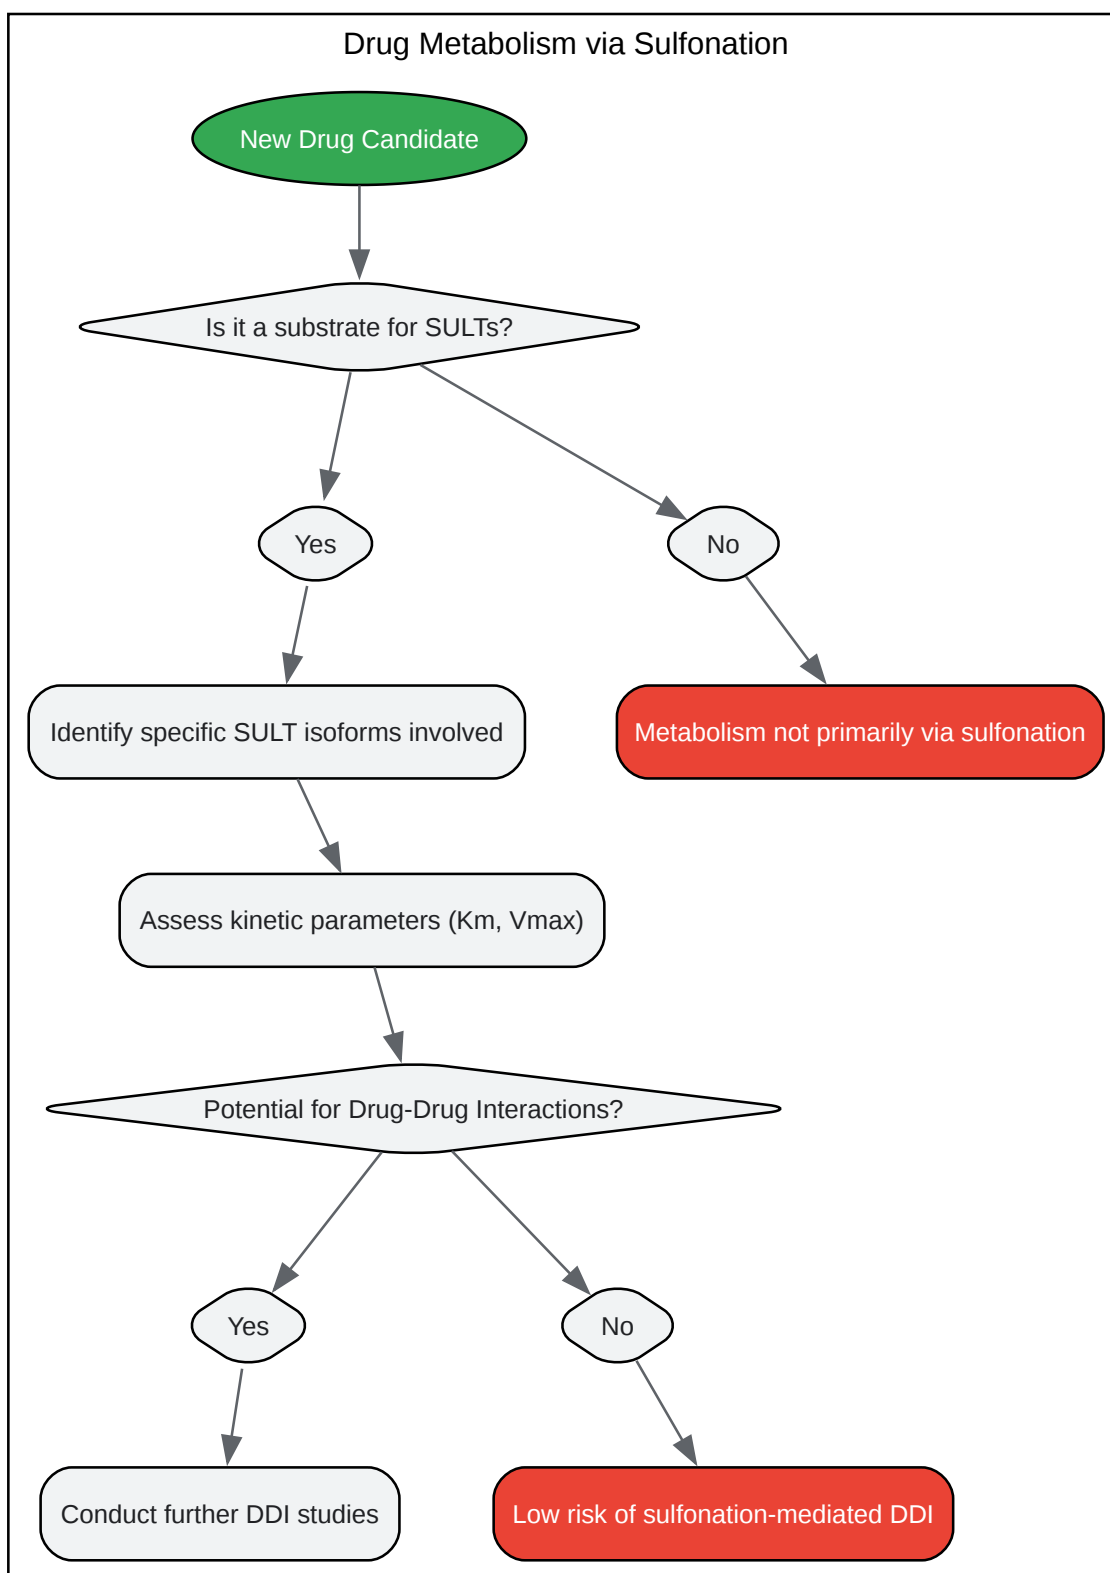 Drug Metabolism via Sulfonation
New Drug Candidate
Is it a substrate for SULTs?
Yes
No
Identify specific SULT isoforms involved
Metabolism not primarily via sulfonation
Assess kinetic parameters (Km, Vmax)
Potential for Drug-Drug Interactions?
Yes
No
Conduct further DDI studies
Low risk of sulfonation-mediated DDI